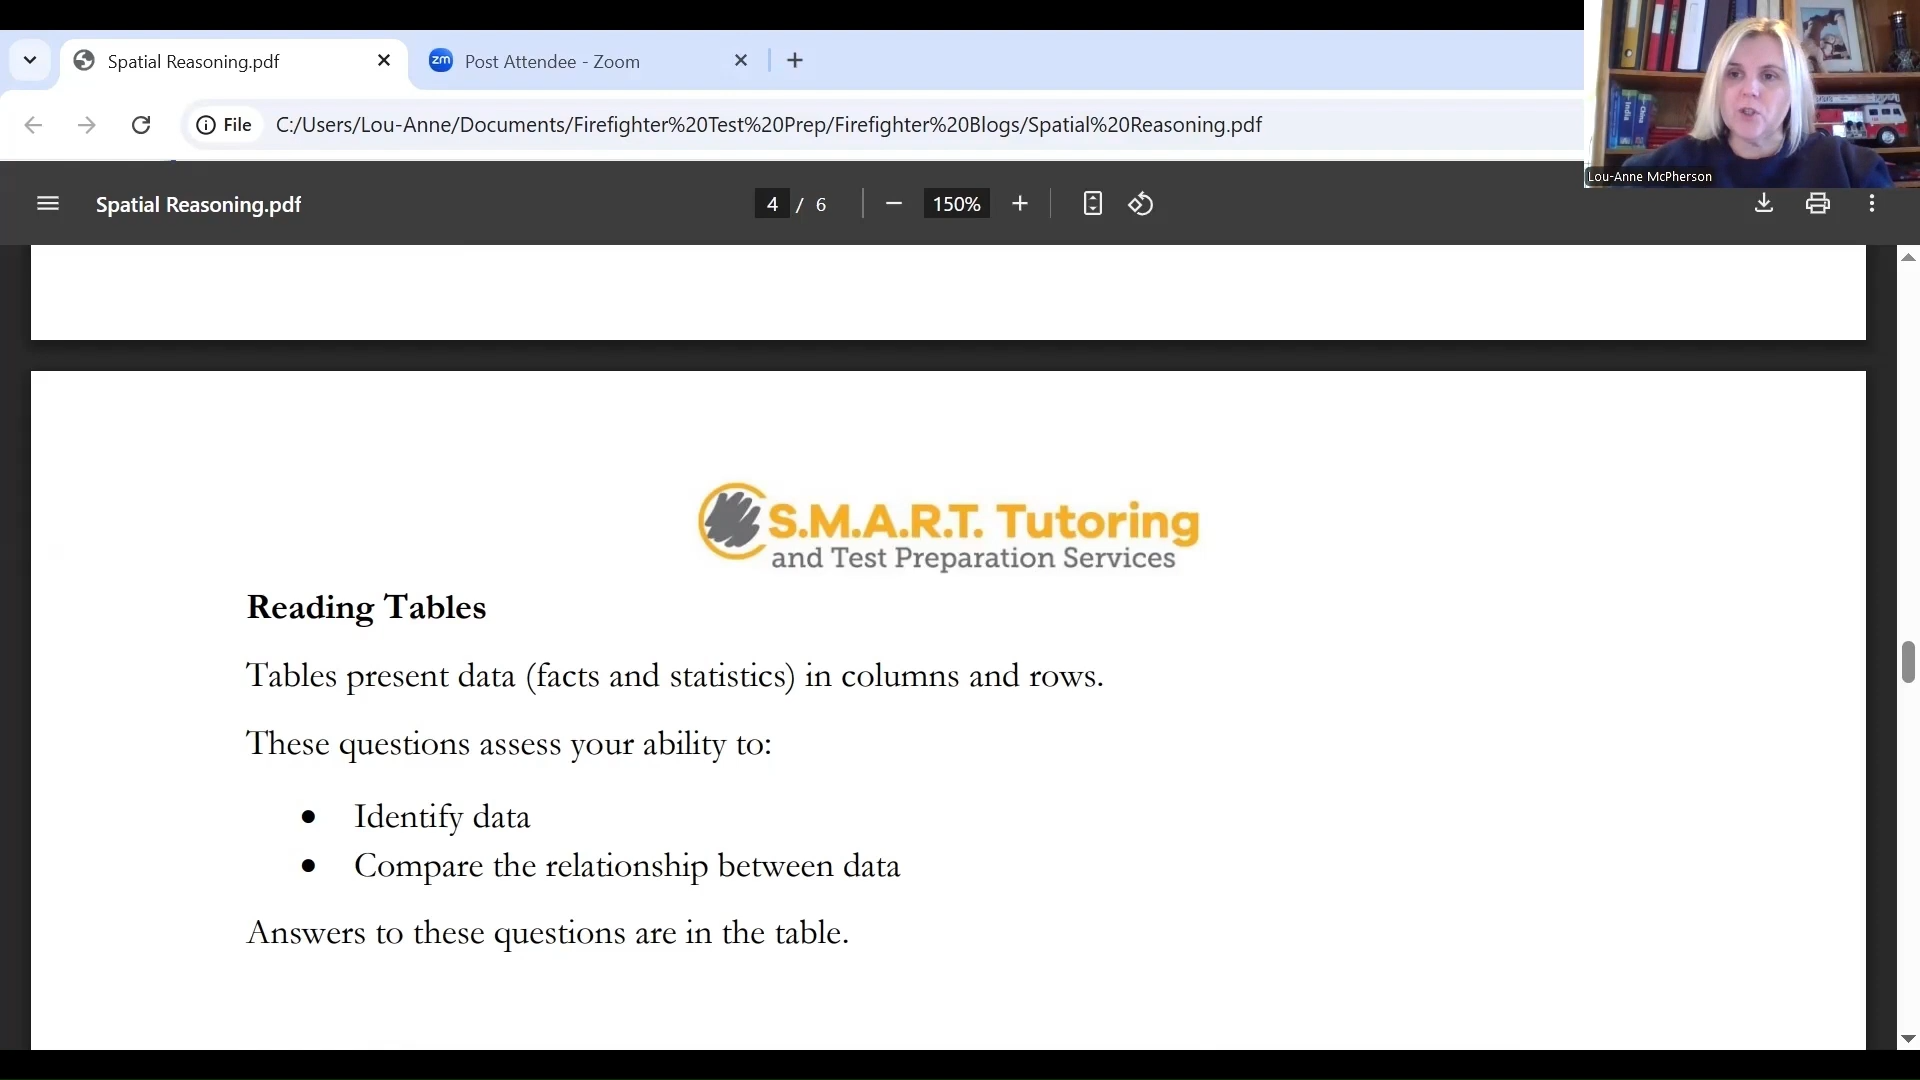 Spatial Reasoning.pdf
Post Attendee - Zoom
zm
File
C:/Users/Lou-Anne/Documents/Firefighter%20Test%20Prep/Firefighter%20Blogs/Spatial%20Reasoning.pdf
India
China
Lou-Anne McPherson
Spatial Reasoning.pdf
4 / 6
150%
S.M.A.R.T. Tutoring
and Test Preparation Services
Reading Tables
Tables present data (facts and statistics) in columns and rows.
These questions assess your ability to:
• Identify data
• Compare the relationship between data
Answers to these questions are in the table.